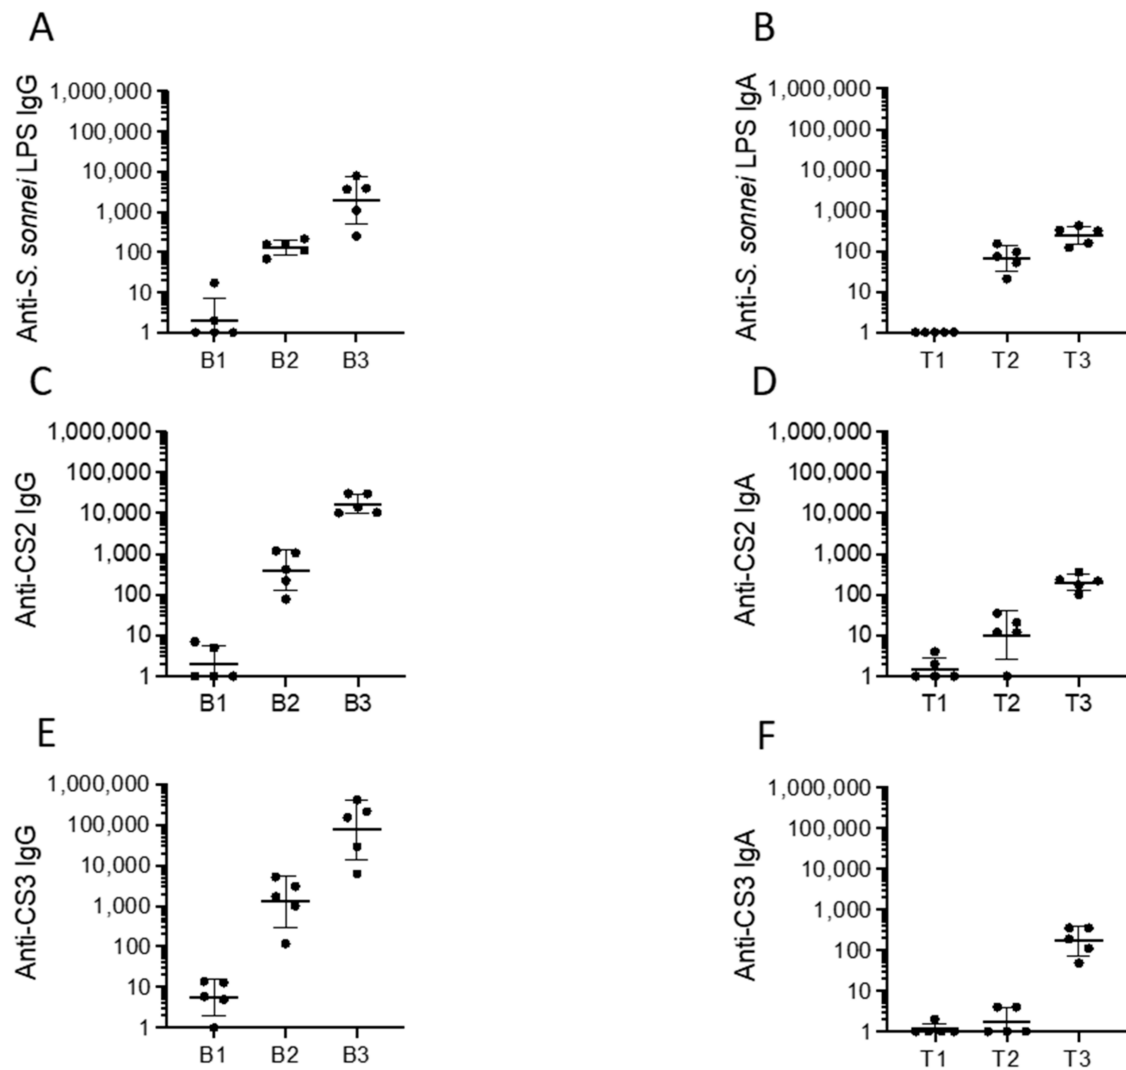 A
B
Anti-S. sonnei LPS IgG
1,000,000
100,000
10,000
1,000
100
10
1
B1 B2 B3
Anti-S. sonnei LPS IgA
1,000,000
100,000
10,000
1,000
100
10
1
T1 T2 T3
C
D
Anti-CS2 IgG
1,000,000
100,000
10,000
1,000
100
10
1
B1 B2 B3
Anti-CS2 IgA
1,000,000
100,000
10,000
1,000
100
10
1
T1 T2 T3
E
F
Anti-CS3 IgG
1,000,000
100,000
10,000
1,000
100
10
1
B1 B2 B3
Anti-CS3 IgA
1,000,000
100,000
10,000
1,000
100
10
1
T1 T2 T3